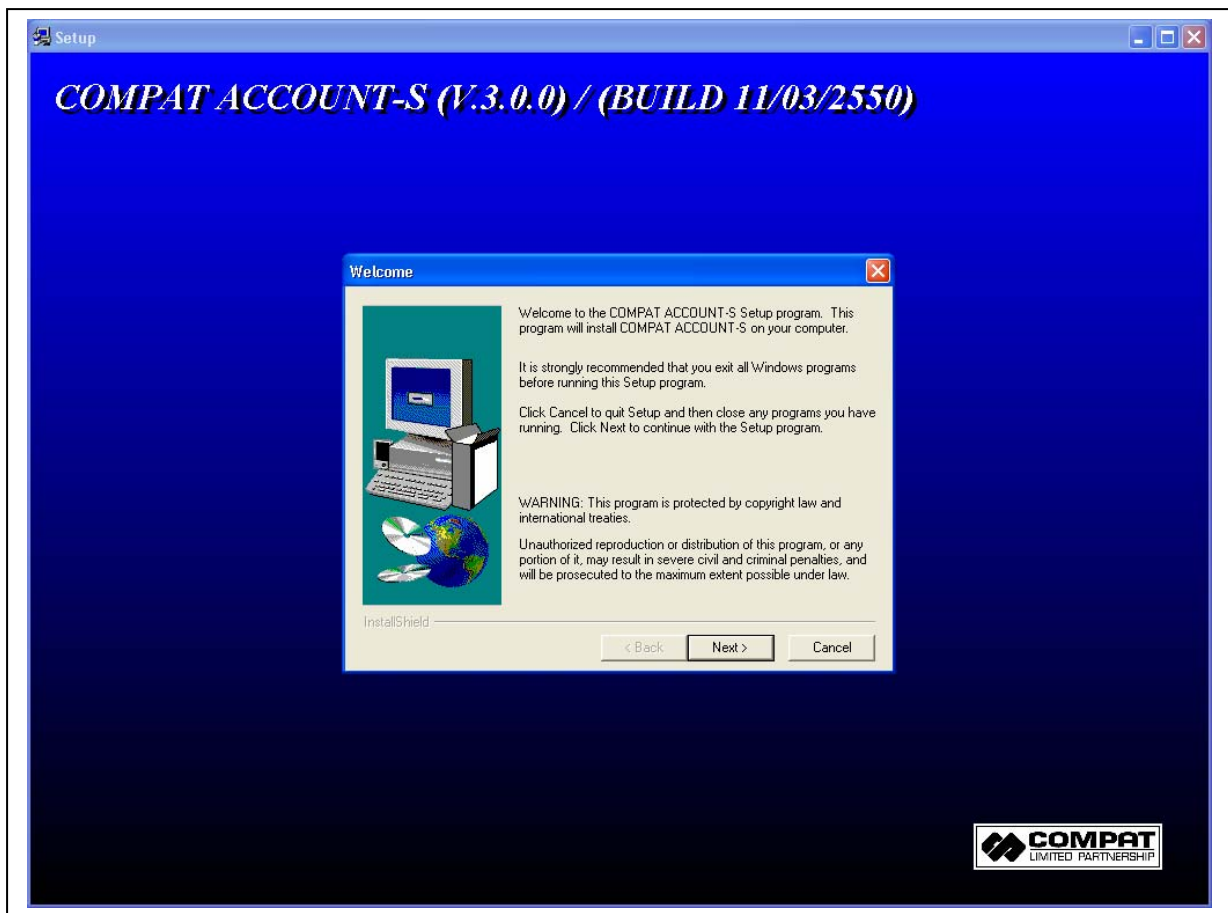 Setup
COMPAT ACCOUNT-S (V.3.0.0) / (BUILD 11/03/2550)
Welcome
Welcome to the COMPAT ACCOUNT-S Setup program. This
program will install COMPAT ACCOUNT-S on your computer.
It is strongly recommended that you exit all Windows programs
before running this Setup program.
Click Cancel to quit Setup and then close any programs you have
running. Click Next to continue with the Setup program.
WARNING: This program is protected by copyright law and
international treaties.
Unauthorized reproduction or distribution of this program, or any
portion of it, may result in severe civil and criminal penalties, and
will be prosecuted to the maximum extent possible under law.
InstallShield
< Back Next > Cancel
COMPAT
LIMITED PARTNERSHIP